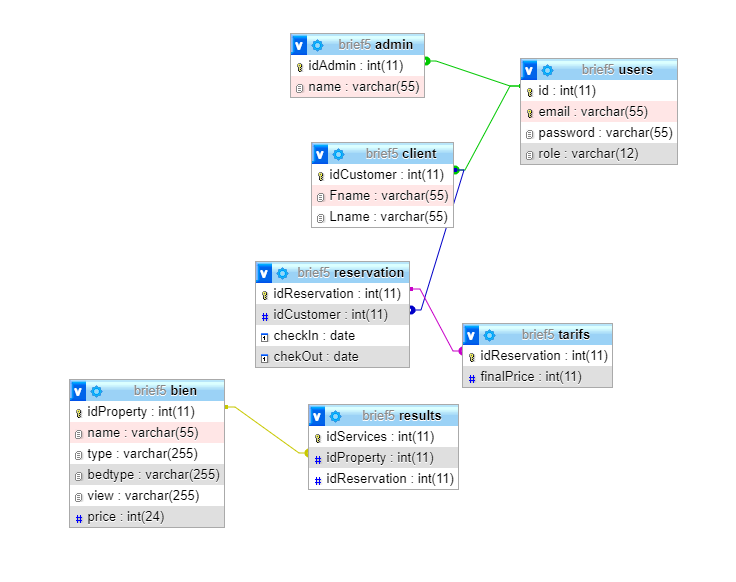 brief5 admin
idAdmin : int(11)
name : varchar(55)
brief5 users
id : int(11)
email : varchar(55)
password : varchar(55)
role : varchar(12)
brief5 client
idCustomer : int(11)
Fname : varchar(55)
Lname : varchar(55)
brief5 reservation
idReservation : int(11)
idCustomer : int(11)
checkIn : date
chekOut : date
brief5 tarifs
idReservation : int(11)
finalPrice : int(11)
brief5 bien
idProperty : int(11)
name : varchar(55)
type : varchar(255)
bedtype : varchar(255)
view : varchar(255)
price : int(24)
brief5 results
idServices : int(11)
idProperty : int(11)
idReservation : int(11)